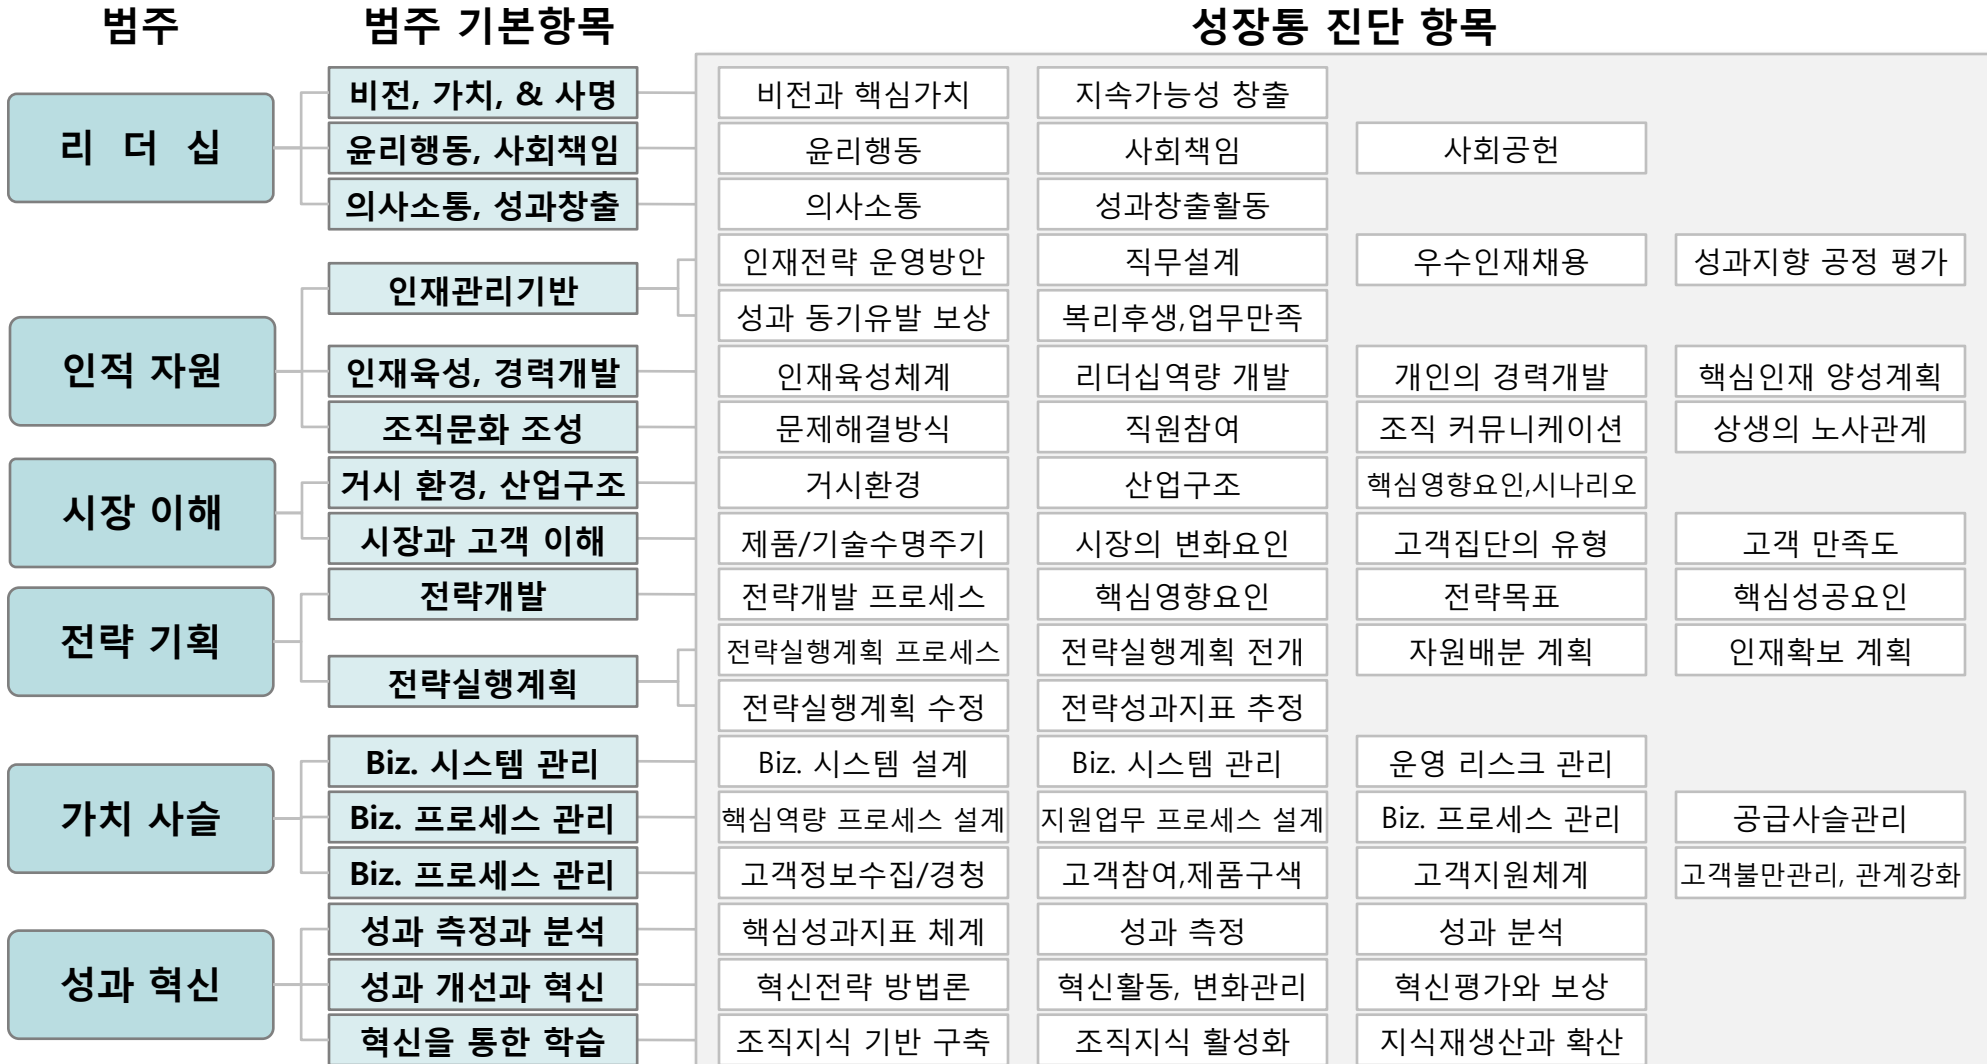 범주 범주 기본항목 성장통 진단 항목
리 더 십
비전, 가치, & 사명 비전과 핵심가치 지속가능성 창출
윤리행동, 사회책임 윤리행동 사회책임 사회공헌
의사소통, 성과창출 의사소통 성과창출활동
인적 자원
인재관리기반 인재전략 운영방안 직무설계 우수인재채용 성과지향 공정 평가
성과 동기유발 보상 복리후생,업무만족
인재육성, 경력개발 인재육성체계 리더십역량 개발 개인의 경력개발 핵심인재 양성계획
조직문화 조성 문제해결방식 직원참여 조직 커뮤니케이션 상생의 노사관계
시장 이해
거시 환경, 산업구조 거시환경 산업구조 핵심영향요인,시나리오
시장과 고객 이해 제품/기술수명주기 시장의 변화요인 고객집단의 유형 고객 만족도
전략 기획
전략개발 전략개발 프로세스 핵심영향요인 전략목표 핵심성공요인
전략실행계획 전략실행계획 프로세스 전략실행계획 전개 자원배분 계획 인재확보 계획
전략실행계획 수정 전략성과지표 추정
가치 사슬
Biz. 시스템 관리 Biz. 시스템 설계 Biz. 시스템 관리 운영 리스크 관리
Biz. 프로세스 관리 핵심역량 프로세스 설계 지원업무 프로세스 설계 Biz. 프로세스 관리 공급사슬관리
Biz. 프로세스 관리 고객정보수집/경청 고객참여,제품구색 고객지원체계 고객불만관리, 관계강화
성과 혁신
성과 측정과 분석 핵심성과지표 체계 성과 측정 성과 분석
성과 개선과 혁신 혁신전략 방법론 혁신활동, 변화관리 혁신평가와 보상
혁신을 통한 학습 조직지식 기반 구축 조직지식 활성화 지식재생산과 확산